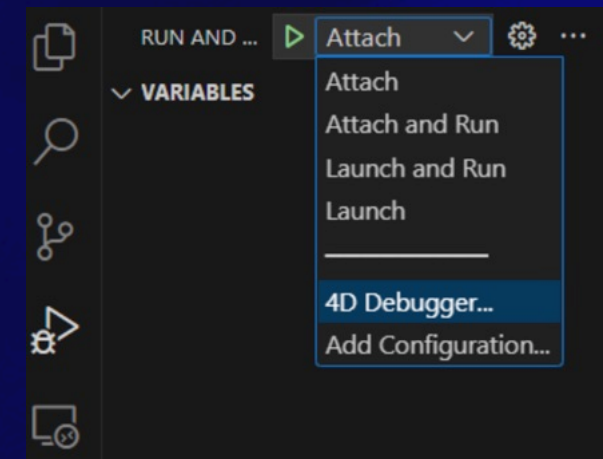 RUN AND ... Attach ...
VARIABLES
Attach
Attach and Run
Launch and Run
Launch
4D Debugger...
Add Configuration...